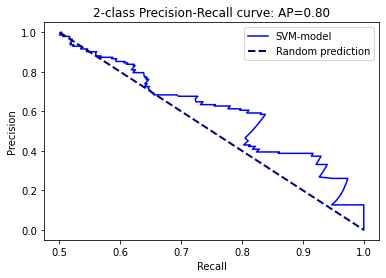 2-class Precision-Recall curve: AP=0.80
SVM-model
Random prediction
Precision
1.0
0.8
0.6
0.4
0.2
0.0
0.5 0.6 0.7 0.8 0.9 1.0
Recall